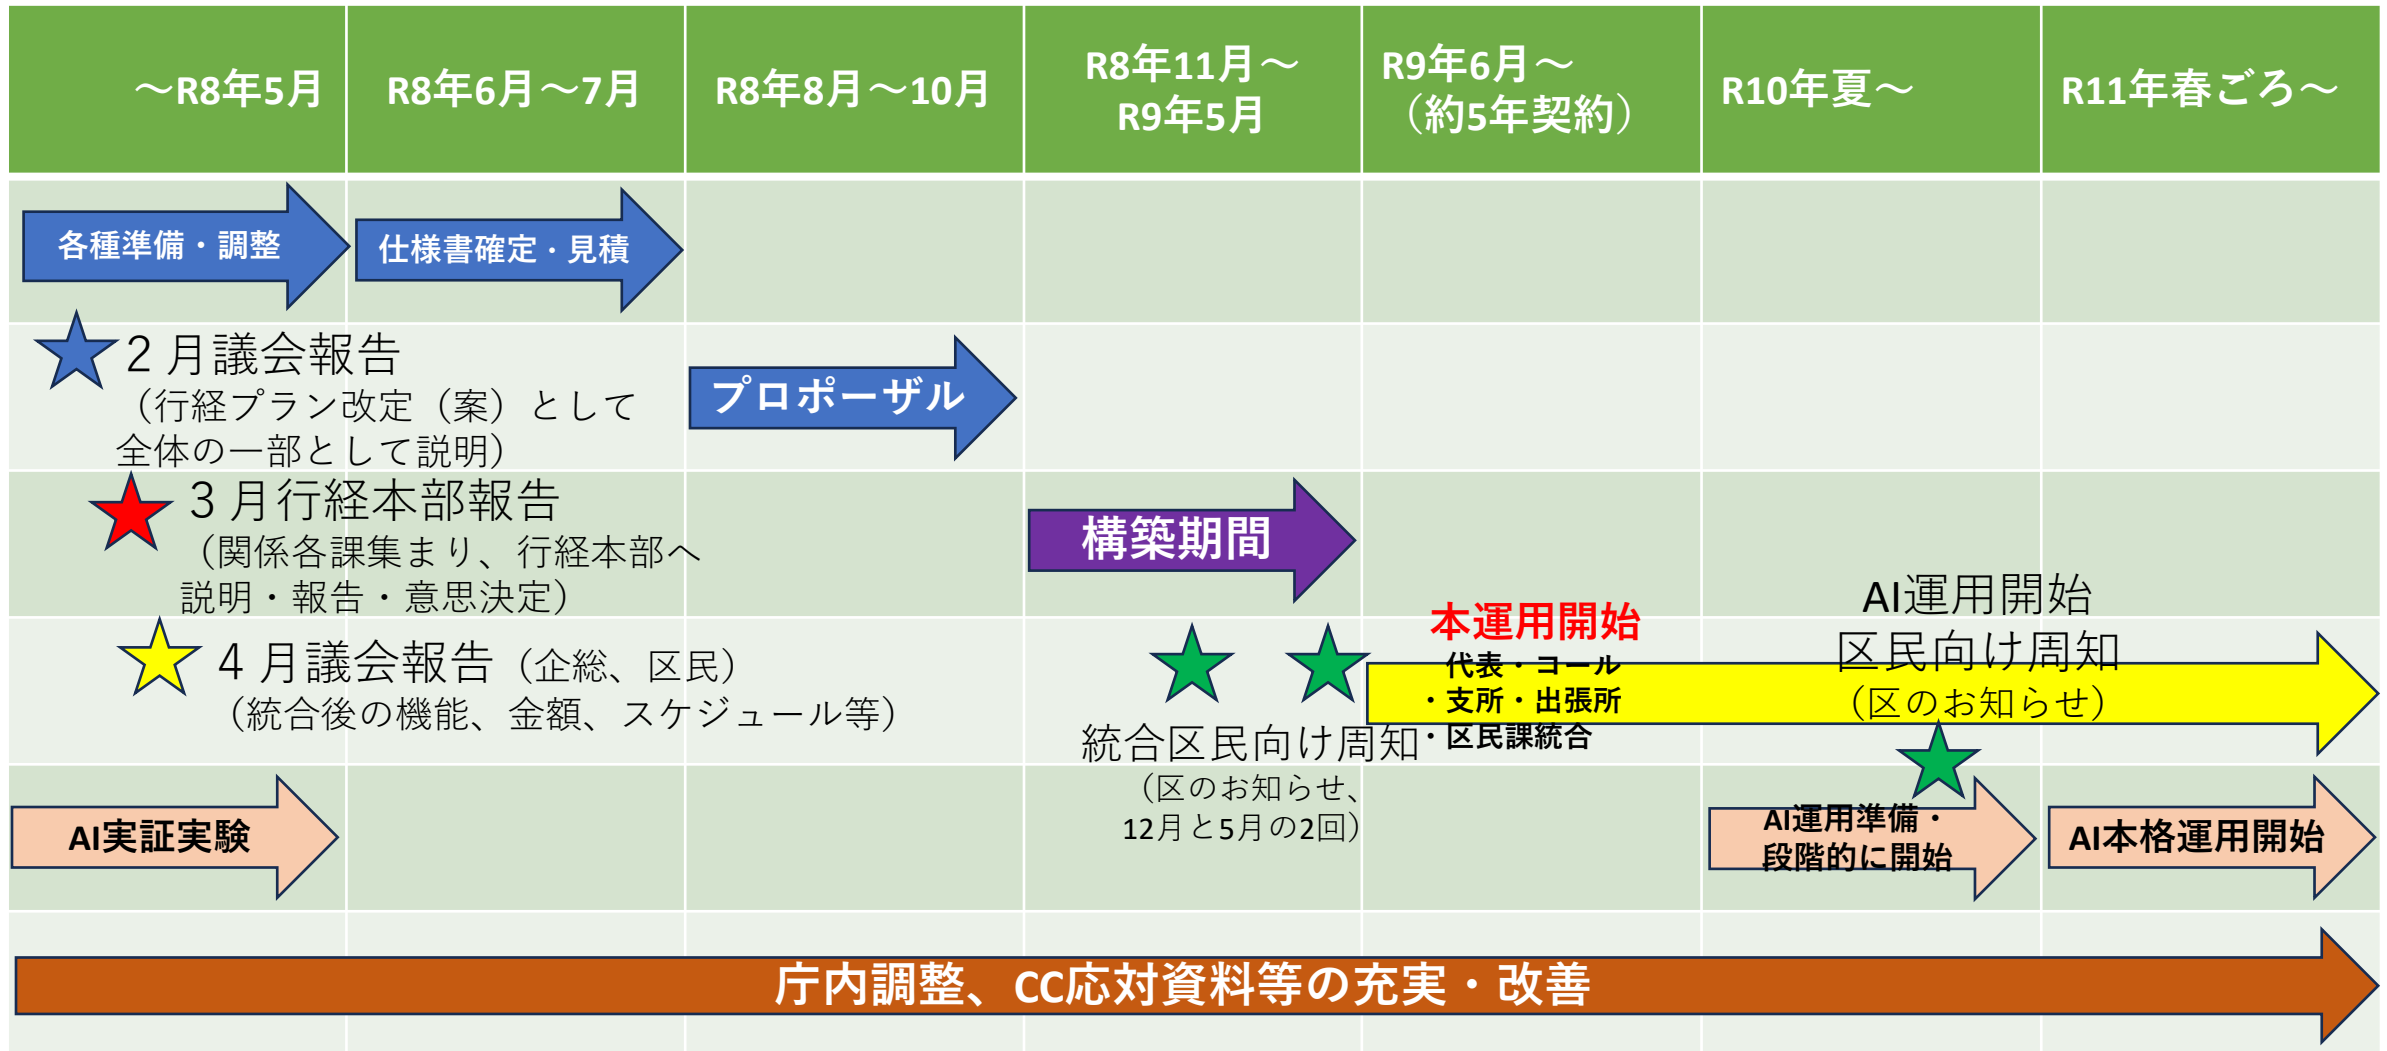 ～R8年5月
R8年6月～7月
R8年8月～10月
R8年11月～
R9年5月
R9年6月～
（約5年契約）
R10年夏～
R11年春ごろ～
各種準備・調整
仕様書確定・見積
２月議会報告
（行経プラン改定（案）として
全体の一部として説明）
プロポーザル
３月行経本部報告
（関係各課集まり、行経本部へ
説明・報告・意思決定）
構築期間
４月議会報告（企総、区民）
（統合後の機能、金額、スケジュール等）
統合区民向け周知
（区のお知らせ、
12月と5月の2回）
本運用開始
代表・コール
・支所・出張所
・区民課統合
AI運用開始
区民向け周知
（区のお知らせ）
AI実証実験
AI運用準備・
段階的に開始
AI本格運用開始
庁内調整、CC応対資料等の充実・改善